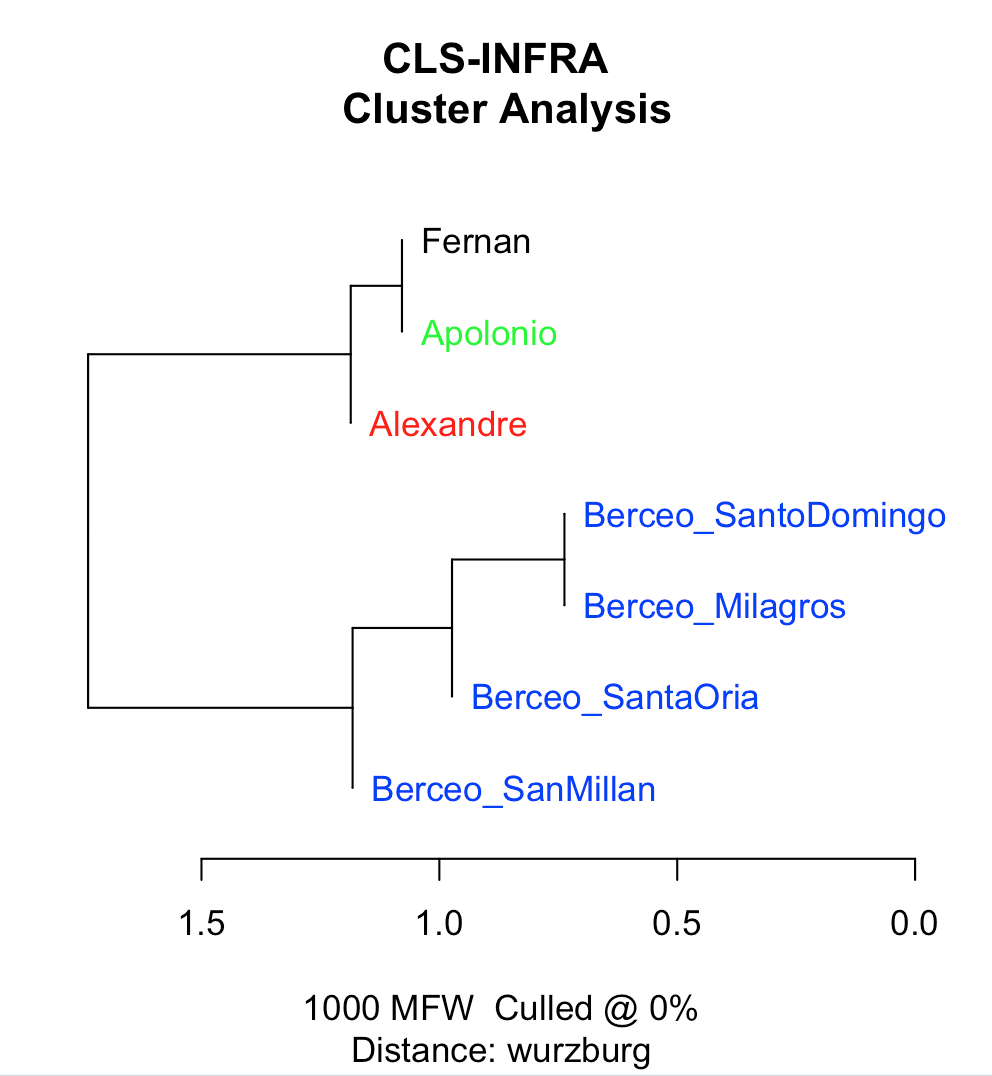 CLS-INFRA
Cluster Analysis
Fernan
Apolonio
Alexandre
Berceo_SantoDomingo
Berceo_Milagros
Berceo_SantaOria
Berceo_SanMillan
1.5 1.0 0.5 0.0
1000 MFW Culled @ 0%
Distance: wurzburg